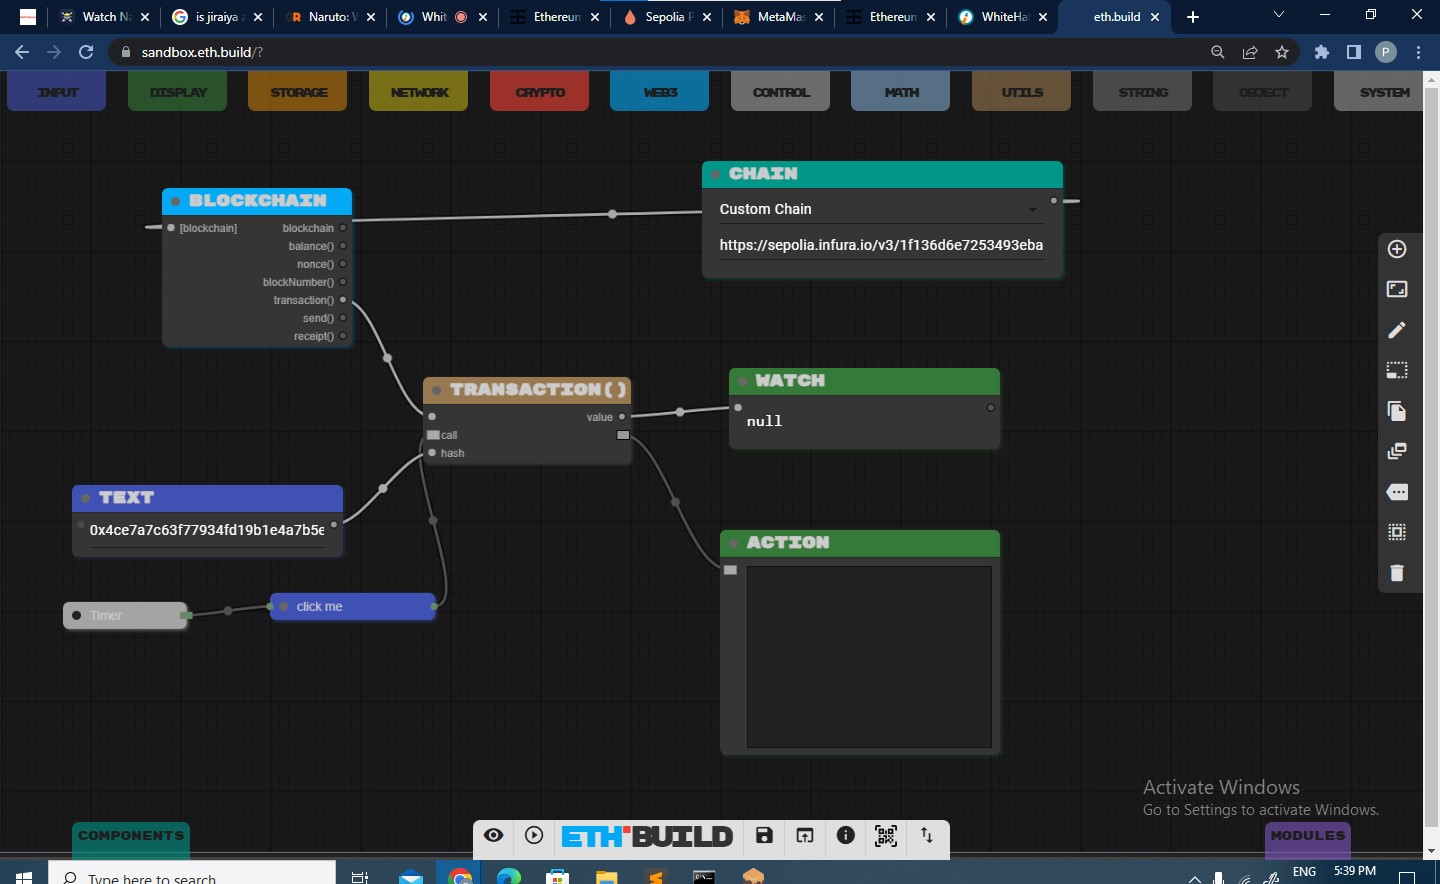 Watch Na
is jiraiya a
Naruto: V
Whit
Ethereum
Sepolia P
MetaMas
Ethereum
WhiteHa
eth.build
sandbox.eth.build/?
P
INPUT
DISPLAY
STORAGE
NETWORK
CRYPTO
WEB3
CONTROL
MATH
UTILS
STRING
OBJECT
SYSTEM
CHAIN
Custom Chain
https://sepolia.infura.io/v3/1f136d6e7253493eba
BLOCKCHAIN
[blockchain] blockchain
balance()
nonce()
blockNumber()
transaction()
send()
receipt()
TRANSACTION()
value
call
hash
WATCH
null
TEXT
0x4ce7a7c63f77934fd19b1e4a7b5e
Timer
click me
ACTION
Activate Windows
Go to Settings to activate Windows.
COMPONENTS
ETH BUILD
MODULES
Type here to search
ENG
5:39 PM